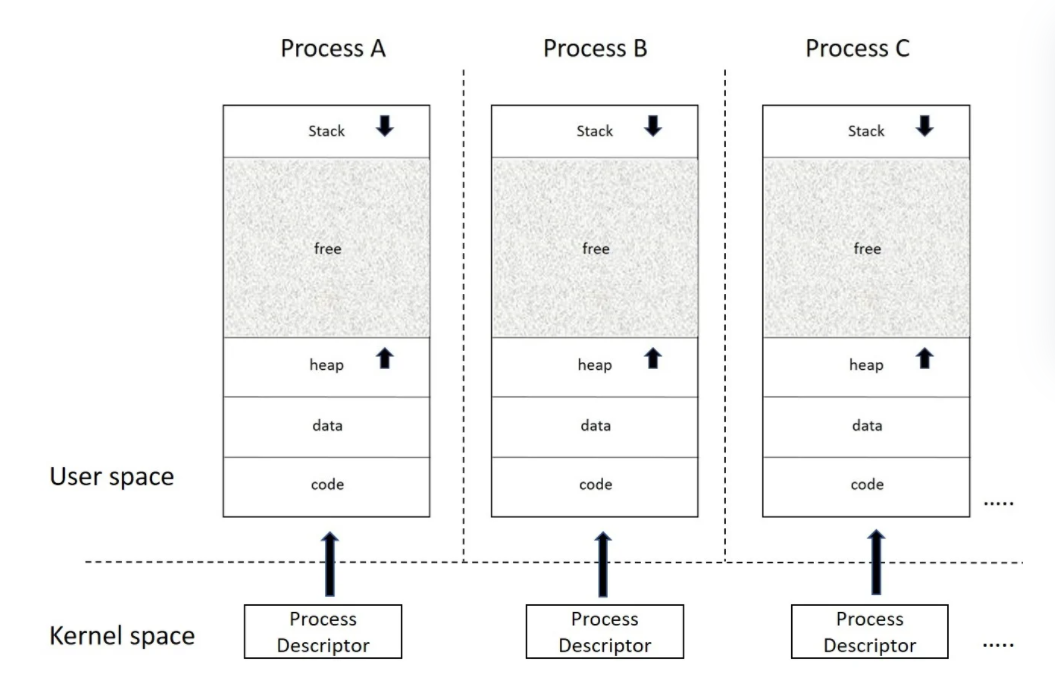 Process A
Process B
Process C
Stack
Stack
Stack
free
free
free
heap
heap
heap
data
data
data
User space
code
code
code
.....
Kernel space
Process
Descriptor
Process
Descriptor
Process
Descriptor
.....